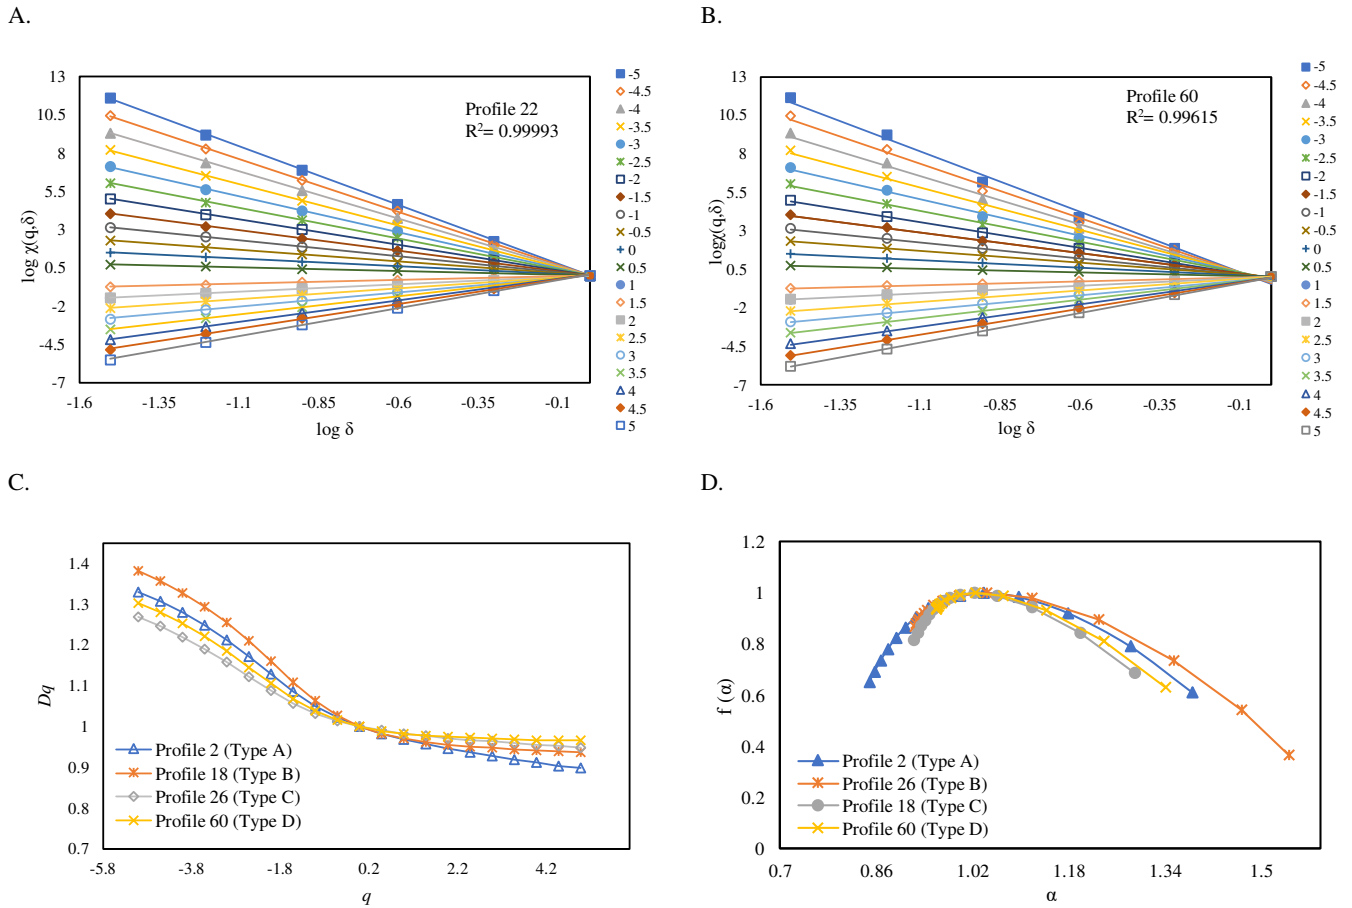 A.
13
10.5
8
5.5
3
0.5
-2
-4.5
-7
log χ(q,δ)
Profile 22
R²= 0.99993
-1.6 -1.35 -1.1 -0.85 -0.6 -0.35 -0.1
log δ
-5
-4.5
-4
-3.5
-3
-2.5
-2
-1.5
-1
-0.5
0
0.5
1
1.5
2
2.5
3
3.5
4
4.5
5
B.
13
10.5
8
5.5
3
0.5
-2
-4.5
-7
logχ(q,δ)
Profile 60
R²= 0.99615
-1.6 -1.35 -1.1 -0.85 -0.6 -0.35 -0.1
log δ
-5
-4.5
-4
-3.5
-3
-2.5
-2
-1.5
-1
-0.5
0
0.5
1
1.5
2
2.5
3
3.5
4
4.5
5
C.
1.4
1.3
1.2
1.1
1
0.9
0.8
0.7
Dq
Profile 2 (Type A)
Profile 18 (Type B)
Profile 26 (Type C)
Profile 60 (Type D)
-5.8 -3.8 -1.8 0.2 2.2 4.2
q
D.
1.2
1
0.8
0.6
0.4
0.2
0
f (α)
Profile 2 (Type A)
Profile 26 (Type B)
Profile 18 (Type C)
Profile 60 (Type D)
0.7 0.86 1.02 1.18 1.34 1.5
α